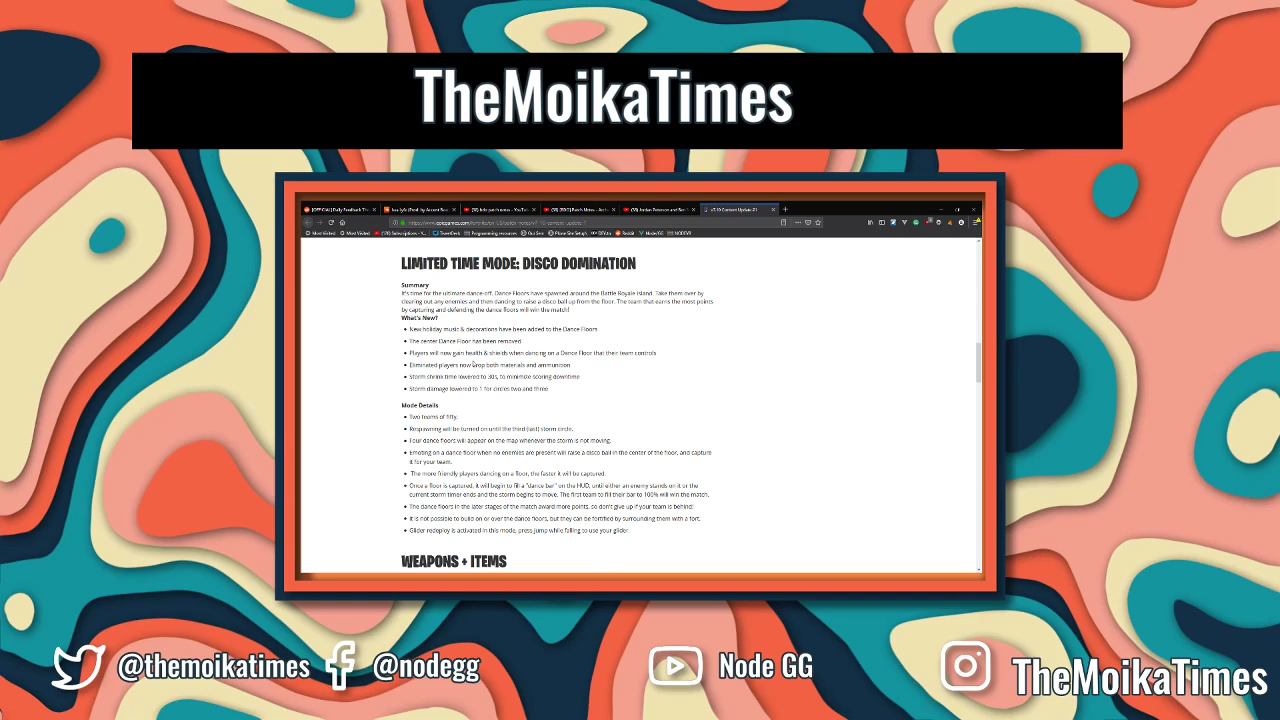 TheMoikaTimes
v7.10 Content Update #1
Most Visited Most Visited TweetDeck Programming resources Reddit NodeGG
LIMITED TIME MODE: DISCO DOMINATION
Summary
It's time for the ultimate dance-off. Dance Floors have spawned around the Battle Royale Island. Take them over by
clearing out any enemies and then dancing to raise a disco ball up from the floor. The team that earns the most points
by capturing and defending the dance floors will win the match!
What's New?
New holiday music & decorations have been added to the Dance Floors
The center Dance Floor has been removed
Players will now gain health & shields when dancing on a Dance Floor that their team controls
Eliminated players now drop both materials and ammunition
Storm shrink time lowered to 30s, to minimize scoring downtime
Storm damage lowered to 1 for circles two and three
Mode Details
Two teams of fifty.
Respawning will be turned on until the third (last) storm circle.
Four dance floors will appear on the map whenever the storm is not moving.
Emoting on a dance floor when no enemies are present will raise a disco ball in the center of the floor, and capture
it for your team.
The more friendly players dancing on a floor, the faster it will be captured.
Once a floor is captured, it will begin to fill a "dance bar" on the HUD, until either an enemy stands on it or the
current storm timer ends and the storm begins to move. The first team to fill their bar to 100% will win the match.
The dance floors in the later stages of the match award more points, so don't give up if your team is behind!
It is not possible to build on or over the dance floors, but they can be fortified by surrounding them with a fort.
Glider redeploy is activated in this mode, press jump while falling to use your glider.
WEAPONS + ITEMS
@themoikatimes @nodegg Node GG TheMoikaTimes